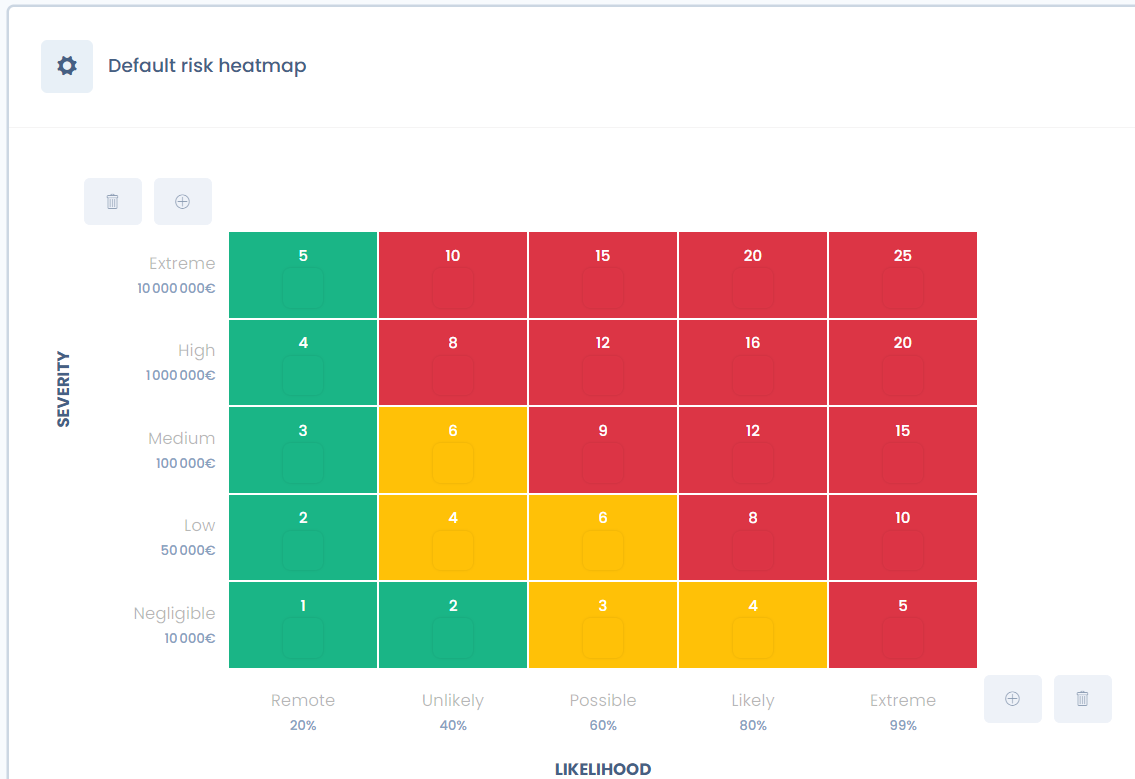 Default risk heatmap
5 10 15 20 25
Extreme
10 000 000€
4 8 12 16 20
High
1 000 000€
SEVERITY
3 6 9 12 15
Medium
100 000€
2 4 6 8 10
Low
50 000€
1 2 3 4 5
Negligible
10 000€
Remote Unlikely Possible Likely Extreme
20% 40% 60% 80% 99%
LIKELIHOOD